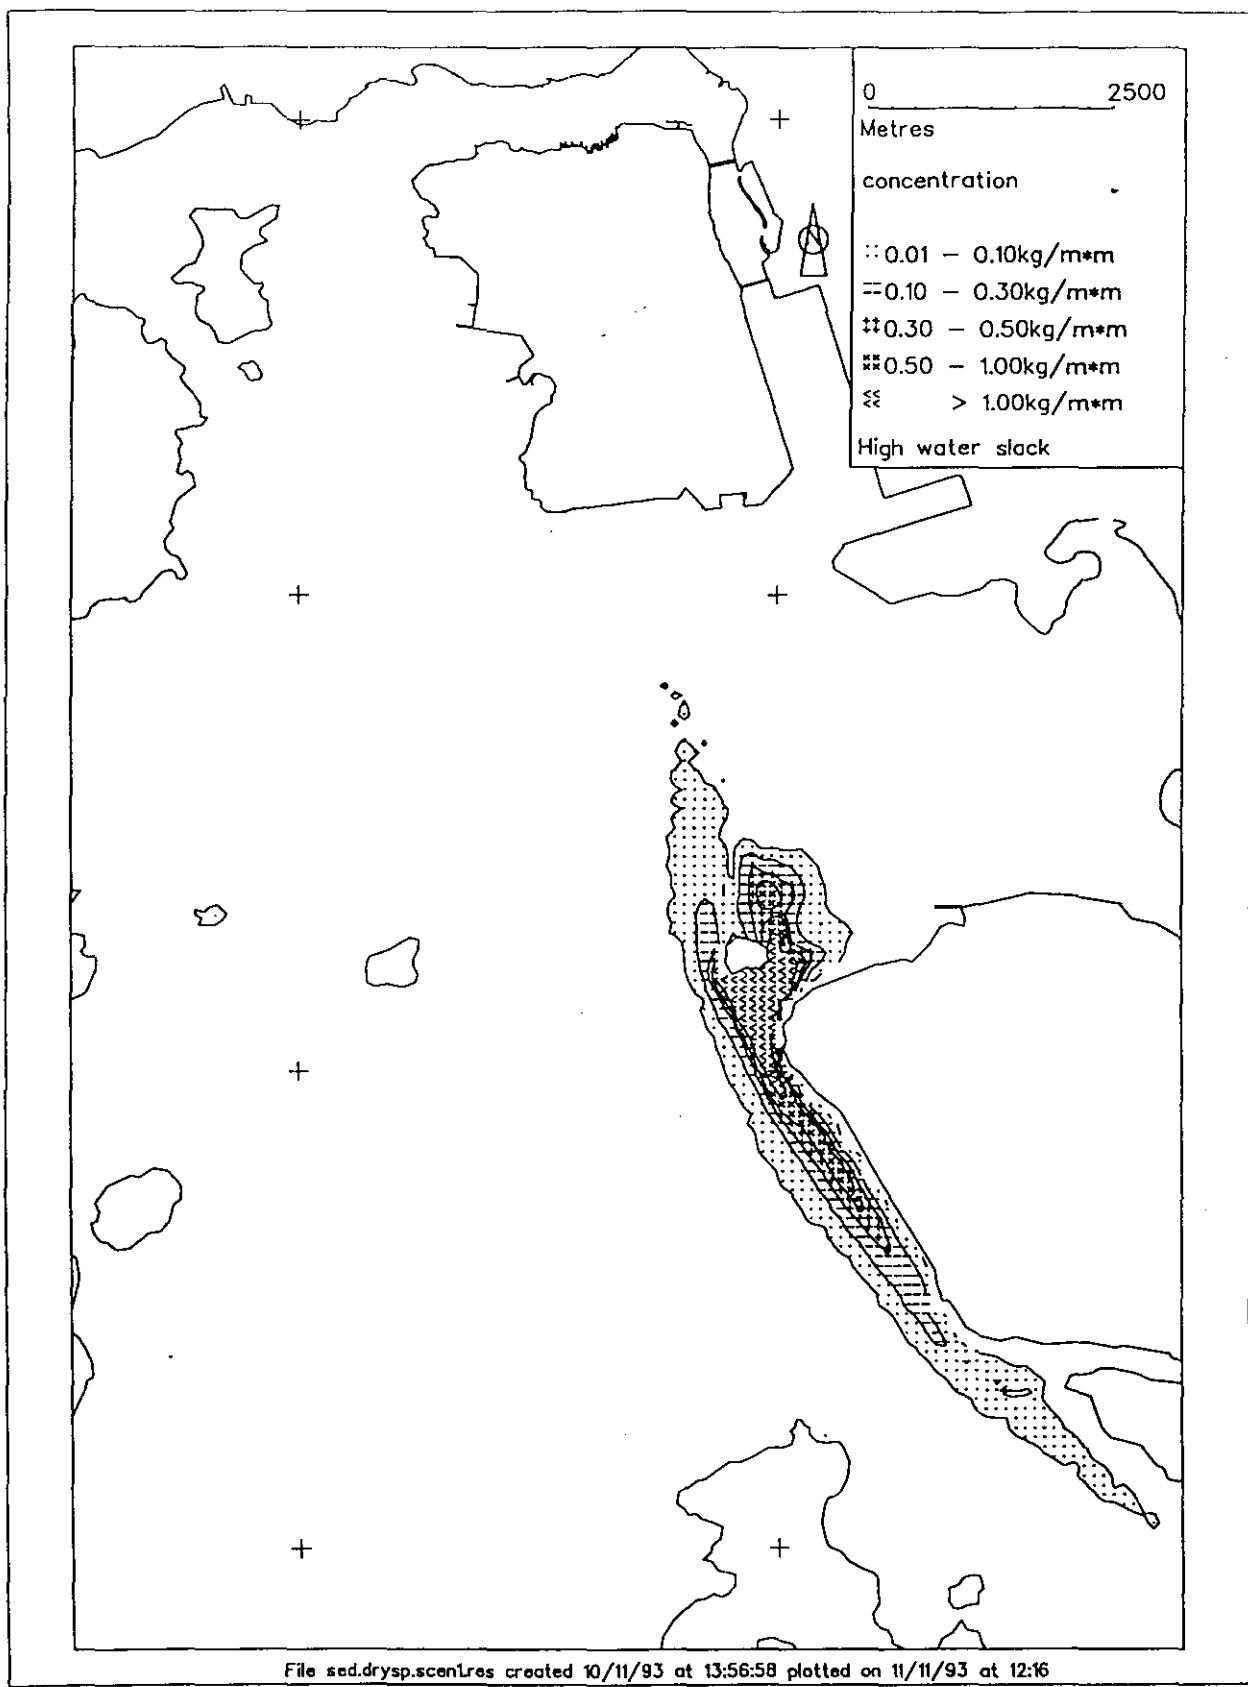 0 2500
Metres
concentration
0.01 - 0.10kg/m*m
0.10 - 0.30kg/m*m
0.30 - 0.50kg/m*m
0.50 - 1.00kg/m*m
> 1.00kg/m*m
High water slack
N
File sed.drysp.scen1.res created 10/11/93 at 13:56:58 plotted on 11/11/93 at 12:16